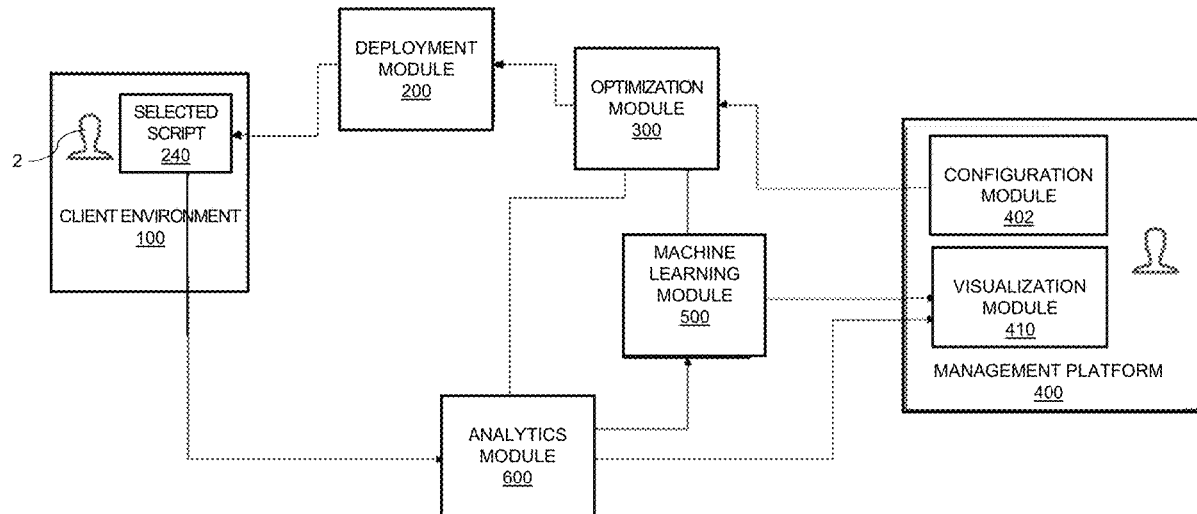 DEPLOYMENT
MODULE
200
OPTIMIZATION
MODULE
300
SELECTED
SCRIPT
240
2
CLIENT ENVIRONMENT
100
CONFIGURATION
MODULE
402
MACHINE
LEARNING
MODULE
500
VISUALIZATION
MODULE
410
MANAGEMENT PLATFORM
400
ANALYTICS
MODULE
600